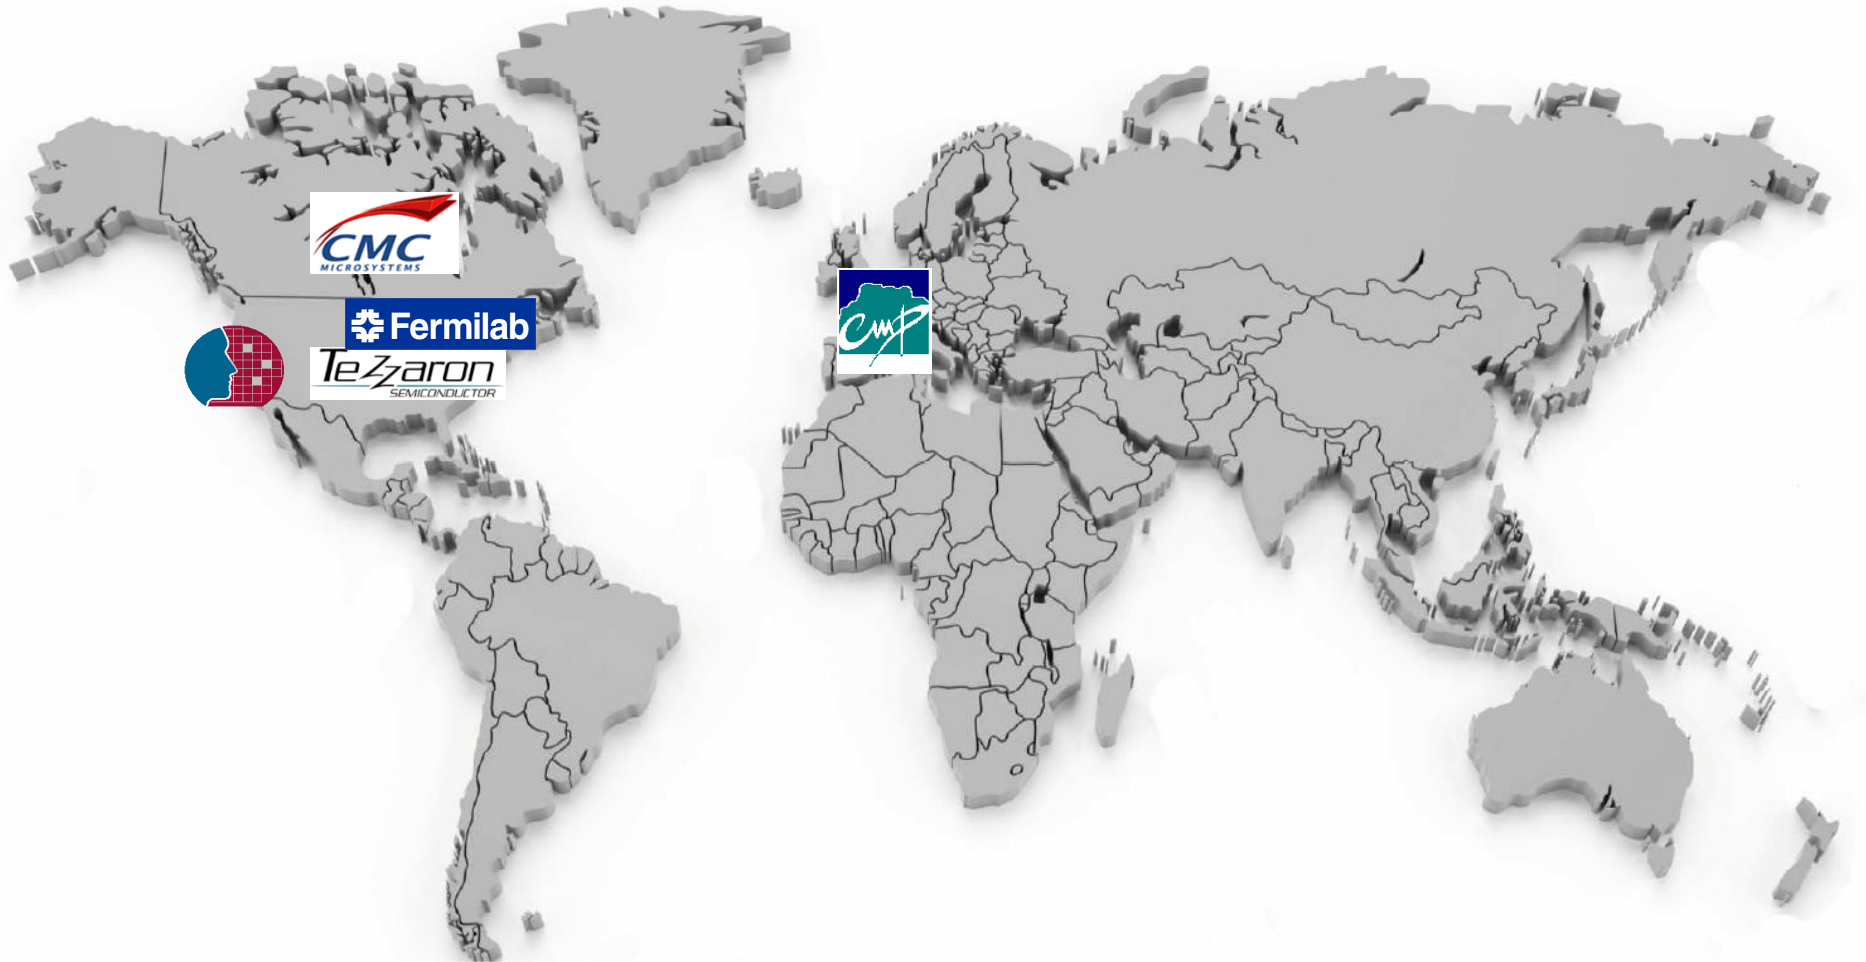 CMC
MICROSYSTEMS
Fermilab
Tezzaron
SEMICONDUCTOR
cmp